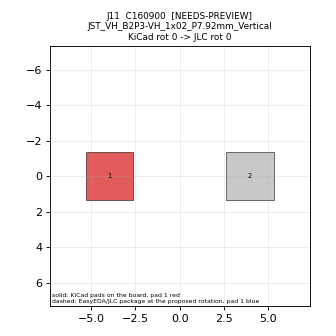 J11  C160900  [NEEDS-PREVIEW]
JST_VH_B2P3-VH_1x02_P7.92mm_Vertical
KiCad rot 0 -> JLC rot 0
−6
−4
−2
0
2
4
6
1
2
solid: KiCad pads on the board, pad 1 red
dashed: EasyEDA/JLC package at the proposed rotation, pad 1 blue
−5.0
−2.5
0.0
2.5
5.0